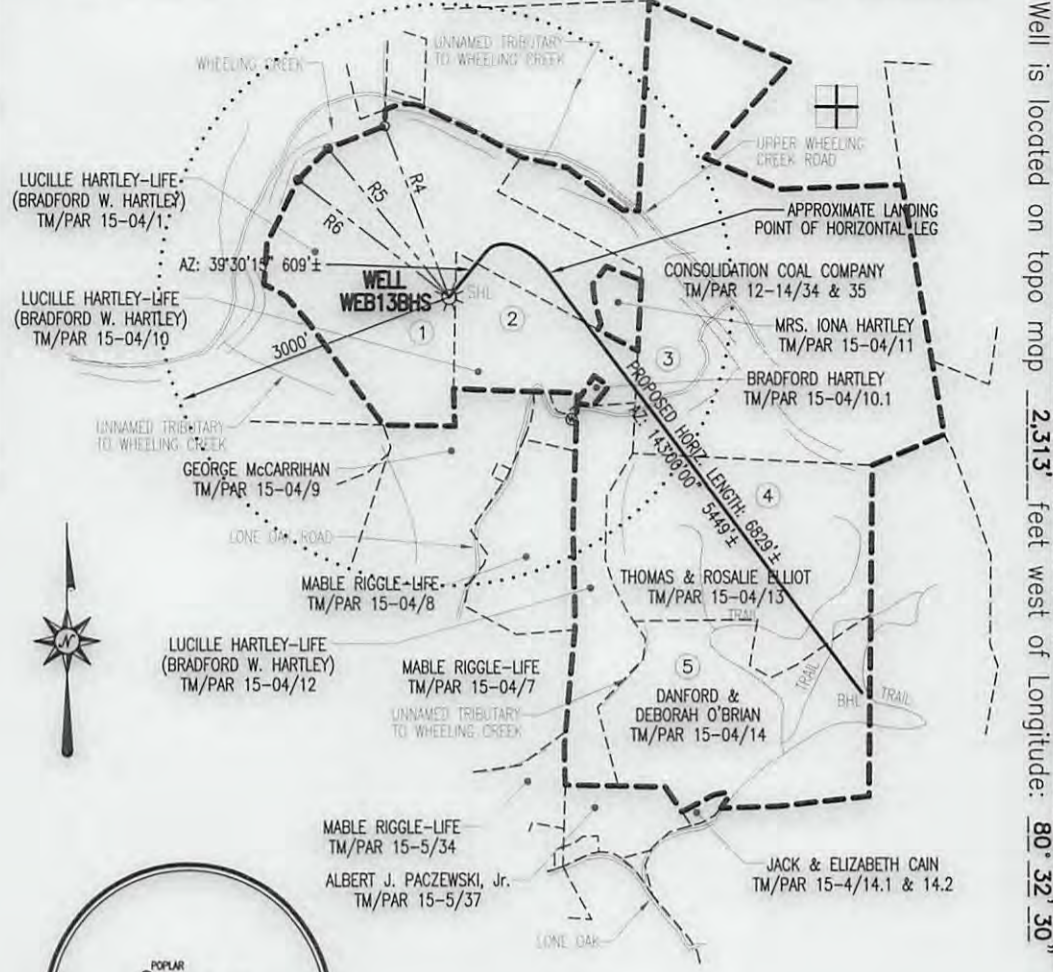 WHEELING CREEK
UNNAMED TRIBUTARY
TO WHEELING CREEK
UPPER WHEELING
CREEK ROAD
LUCILLE HARTLEY-LIFE
(BRADFORD W. HARTLEY)
TM/PAR 15-04/1
R6
R5
R4
APPROXIMATE LANDING
POINT OF HORIZONTAL LEG
AZ: 39°30'15" 609'±
WELL
WEB13BHS
SHL
CONSOLIDATION COAL COMPANY
TM/PAR 12-14/34 & 35
LUCILLE HARTLEY-LIFE
(BRADFORD W. HARTLEY)
TM/PAR 15-04/10
1
2
3
3000'
MRS. IONA HARTLEY
TM/PAR 15-04/11
BRADFORD HARTLEY
TM/PAR 15-04/10.1
PROPOSED HORIZ. LENGTH: 6829'±
AZ: 143°00'00" 5449'±
UNNAMED TRIBUTARY
TO WHEELING CREEK
GEORGE McCARRIHAN
TM/PAR 15-04/9
4
LONE OAK ROAD
MABLE RIGGLE-LIFE
TM/PAR 15-04/8
THOMAS & ROSALIE ELLIOT
TM/PAR 15-04/13
TRAIL
LUCILLE HARTLEY-LIFE
(BRADFORD W. HARTLEY)
TM/PAR 15-04/12
MABLE RIGGLE-LIFE
TM/PAR 15-04/7
5
TRAIL
BHL
TRAIL
UNNAMED TRIBUTARY
TO WHEELING CREEK
DANFORD &
DEBORAH O'BRIAN
TM/PAR 15-04/14
N
MABLE RIGGLE-LIFE
TM/PAR 15-5/34
ALBERT J. PACZEWSKI, Jr.
TM/PAR 15-5/37
JACK & ELIZABETH CAIN
TM/PAR 15-4/14.1 & 14.2
LONE OAK
POPLAR
Well is located on topo map 2,313' feet west of Longitude: 80° 32' 30"